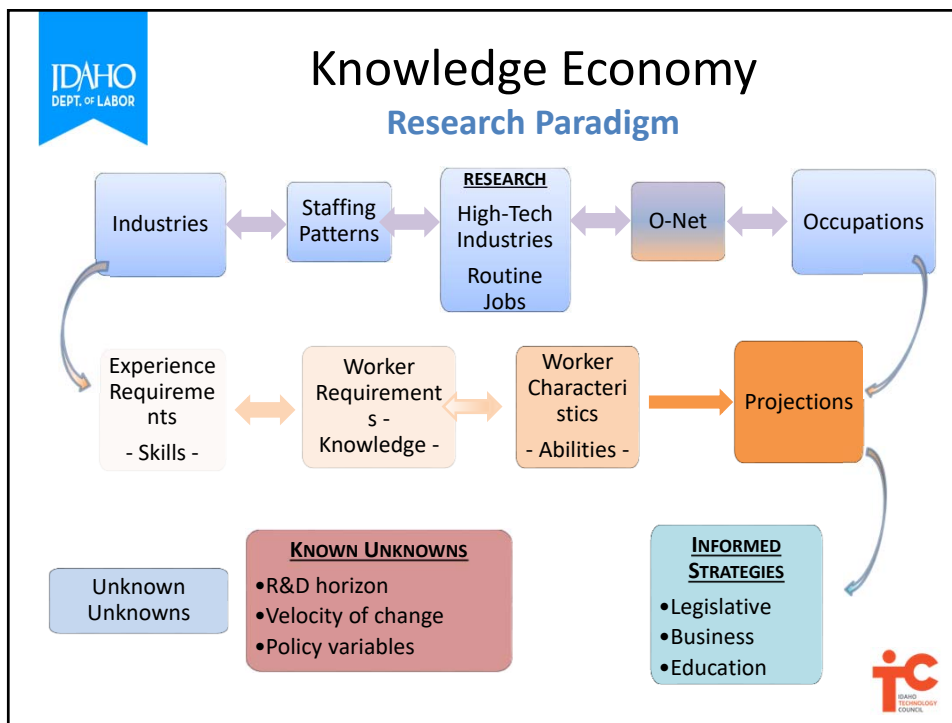 IDAHO
DEPT. OF LABOR
Knowledge Economy
Research Paradigm
Industries
Staffing
Patterns
RESEARCH
High-Tech
Industries
Routine
Jobs
O-Net
Occupations
Experience
Requireme
nts
- Skills -
Worker
Requirement
s -
Knowledge -
Worker
Characteri
stics
- Abilities -
Projections
Unknown
Unknowns
KNOWN UNKNOWNS
•R&D horizon
•Velocity of change
•Policy variables
INFORMED
STRATEGIES
•Legislative
•Business
•Education
iTC
IDAHO
TECHNOLOGY
COUNCIL